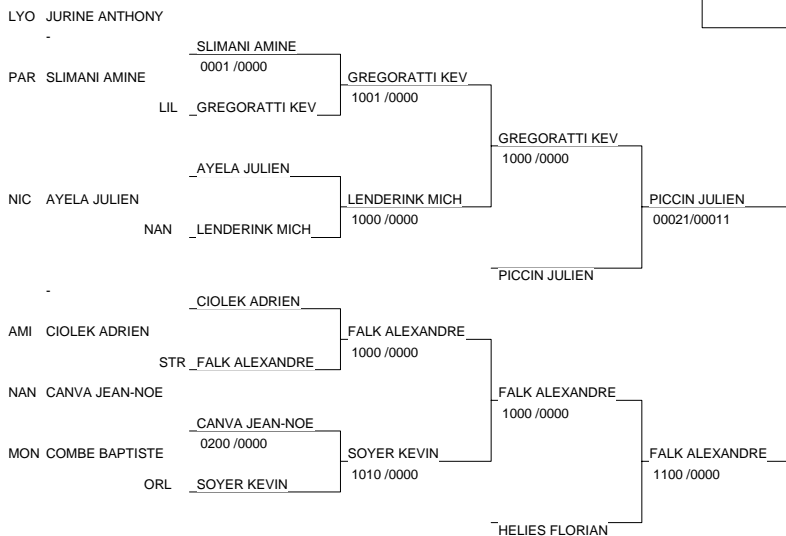 LYO JURINE ANTHONY
-
SLIMANI AMINE
0001 /0000
PAR SLIMANI AMINE
GREGORATTI KEV
1001 /0000
LIL GREGORATTI KEV
GREGORATTI KEV
1000 /0000
AYELA JULIEN
NIC AYELA JULIEN
LENDERINK MICH
1000 /0000
PICCIN JULIEN
00021/00011
NAN LENDERINK MICH
PICCIN JULIEN
-
CIOLEK ADRIEN
AMI CIOLEK ADRIEN
FALK ALEXANDRE
1000 /0000
STR FALK ALEXANDRE
NAN CANVA JEAN-NOE
FALK ALEXANDRE
1000 /0000
CANVA JEAN-NOE
0200 /0000
MON COMBE BAPTISTE
SOYER KEVIN
1010 /0000
FALK ALEXANDRE
1100 /0000
ORL SOYER KEVIN
HELIES FLORIAN